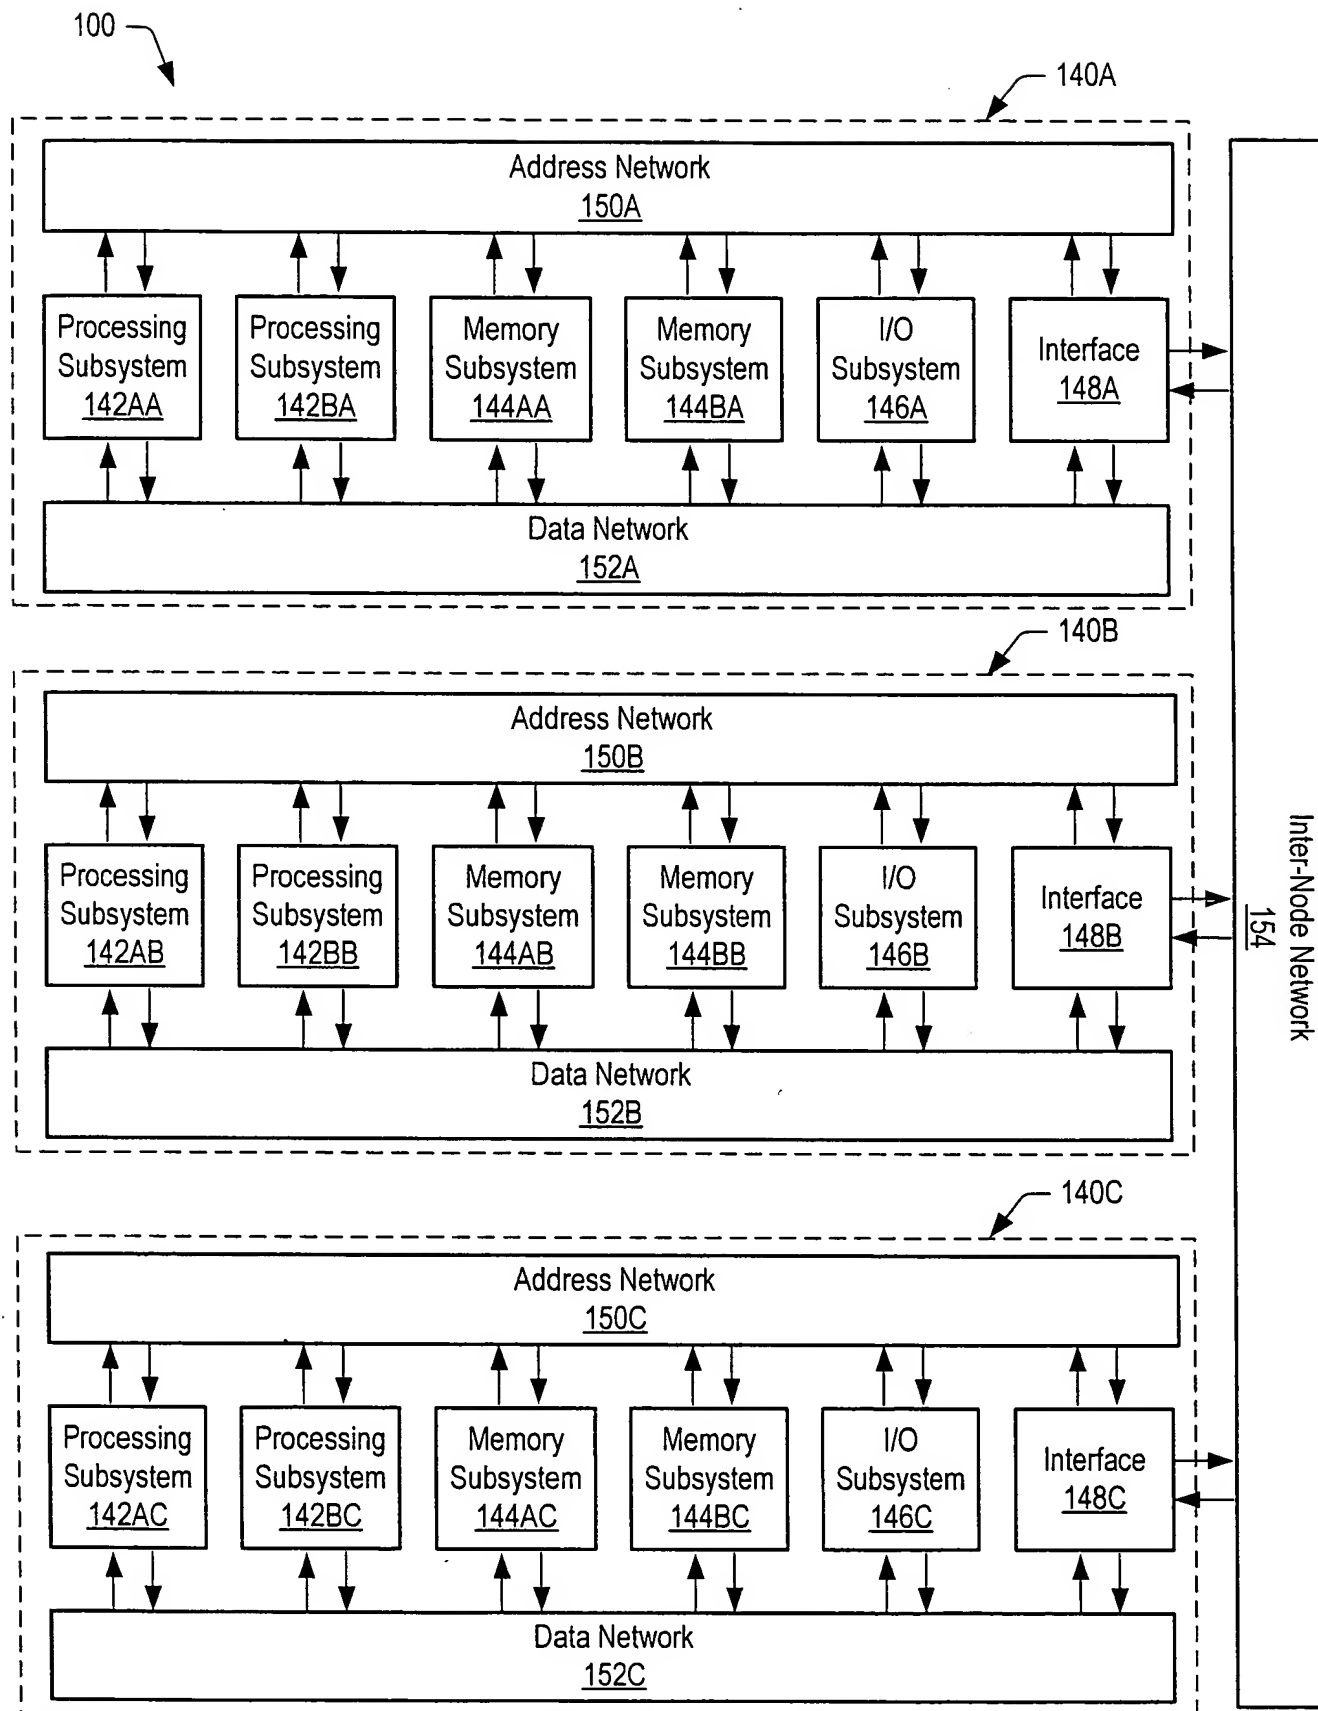 100
140A
Address Network
150A
Processing
Subsystem
142AA
Processing
Subsystem
142BA
Memory
Subsystem
144AA
Memory
Subsystem
144BA
I/O
Subsystem
146A
Interface
148A
Data Network
152A
140B
Address Network
150B
Processing
Subsystem
142AB
Processing
Subsystem
142BB
Memory
Subsystem
144AB
Memory
Subsystem
144BB
I/O
Subsystem
146B
Interface
148B
Data Network
152B
Inter-Node Network
154
140C
Address Network
150C
Processing
Subsystem
142AC
Processing
Subsystem
142BC
Memory
Subsystem
144AC
Memory
Subsystem
144BC
I/O
Subsystem
146C
Interface
148C
Data Network
152C